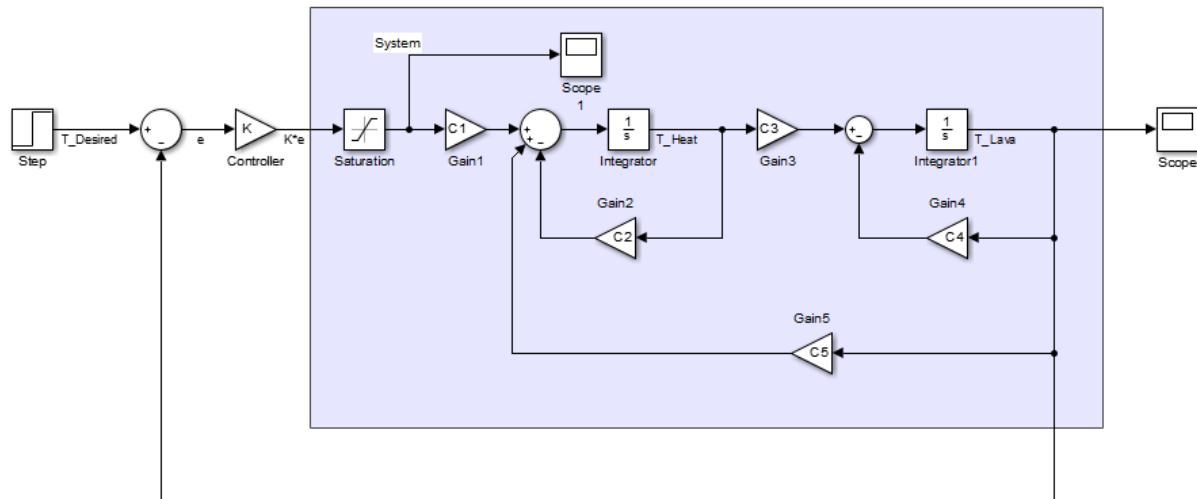 System
Scope
1
+
−
K
C1
+
+
−
1
s
C3
−
1
s
T_Desired
e
K*e
T_Heat
T_Lava
Step
Controller
Saturation
Gain1
Integrator
Gain3
Integrator1
Scope
Gain2
C2
Gain4
C4
Gain5
C5